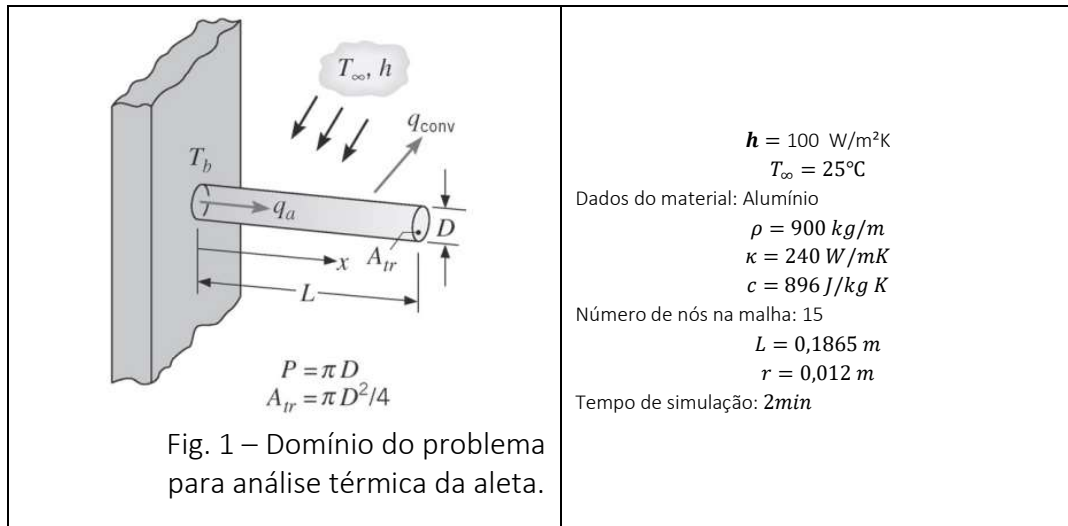 T∞, h
qconv
Tb
qa
D
x
Atr
L
P = π D
Atr = π D²/4
Fig. 1 – Domínio do problema
para análise térmica da aleta.
h = 100 W/m²K
T∞ = 25°C
Dados do material: Alumínio
ρ = 900 kg/m
κ = 240 W/mK
c = 896 J/kg K
Número de nós na malha: 15
L = 0,1865 m
r = 0,012 m
Tempo de simulação: 2min